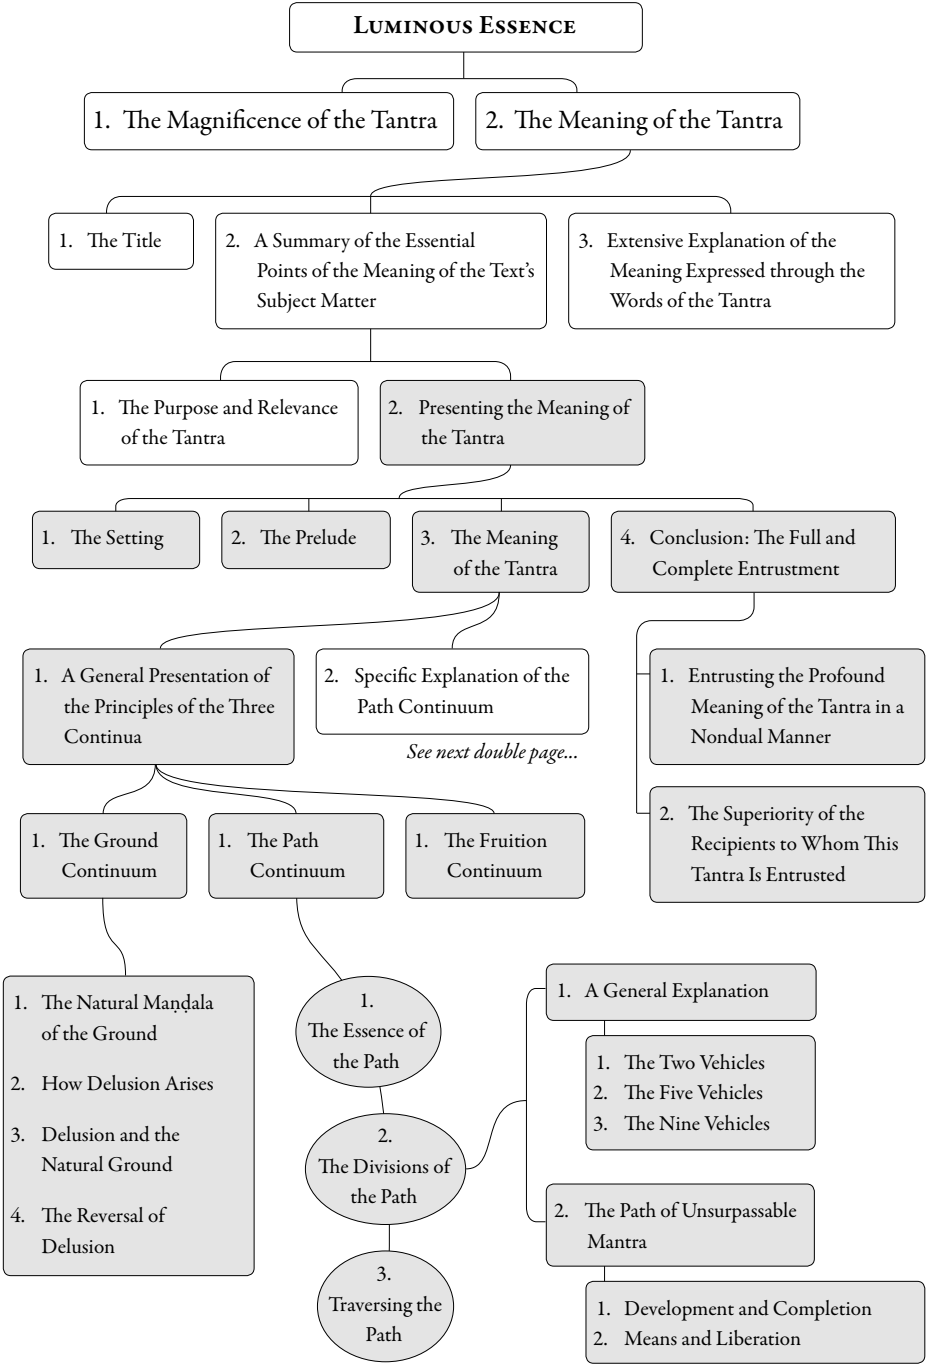 LUMINOUS ESSENCE
1. The Magnificence of the Tantra
2. The Meaning of the Tantra
1. The Title
2. A Summary of the Essential
Points of the Meaning of the Text’s
Subject Matter
3. Extensive Explanation of the
Meaning Expressed through the
Words of the Tantra
1. The Purpose and Relevance
of the Tantra
2. Presenting the Meaning of
the Tantra
1. The Setting
2. The Prelude
3. The Meaning
of the Tantra
4. Conclusion: The Full and
Complete Entrustment
1. A General Presentation of
the Principles of the Three
Continua
2. Specific Explanation of the
Path Continuum
See next double page...
1. Entrusting the Profound
Meaning of the Tantra in a
Nondual Manner
2. The Superiority of the
Recipients to Whom This
Tantra Is Entrusted
1. The Ground
Continuum
1. The Path
Continuum
1. The Fruition
Continuum
1. The Natural Maṇḍala
of the Ground
2. How Delusion Arises
3. Delusion and the
Natural Ground
4. The Reversal of
Delusion
1.
The Essence of
the Path
2.
The Divisions of
the Path
3.
Traversing the
Path
1. A General Explanation
1. The Two Vehicles
2. The Five Vehicles
3. The Nine Vehicles
2. The Path of Unsurpassable
Mantra
1. Development and Completion
2. Means and Liberation